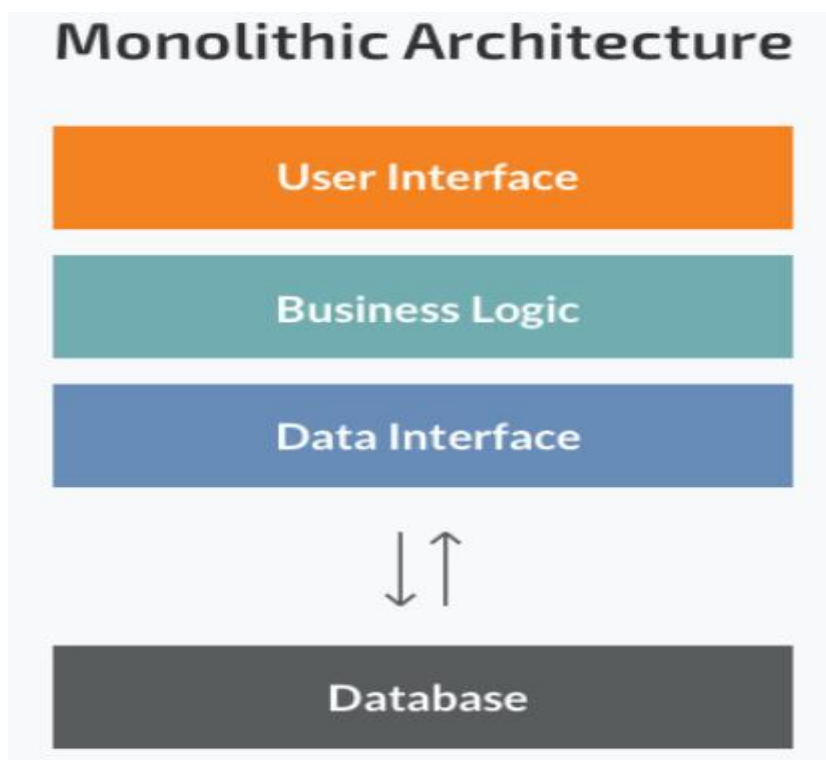 Monolithic Architecture
User Interface
Business Logic
Data Interface
Database